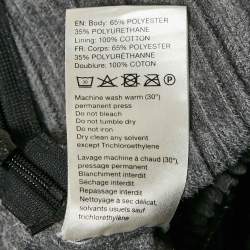 EN: Body: 65% POLYESTER
35% POLYURETHANE
Lining: 100% COTTON
FR: Corps: 65% POLYESTER
35% POLYURÉTHANNE
Doublure: 100% COTON
Machine wash warm (30°)
permanent press
Do not bleach
Do not tumble dry
Do not iron
Dry clean any solvent
except Trichloroethylene
Lavage machine à chaud (30°)
pressage permanent
Blanchiment interdit
Séchage interdit
Repassage interdit
Nettoyage à sec délicat,
solvants usuels sauf
trichloréthylène